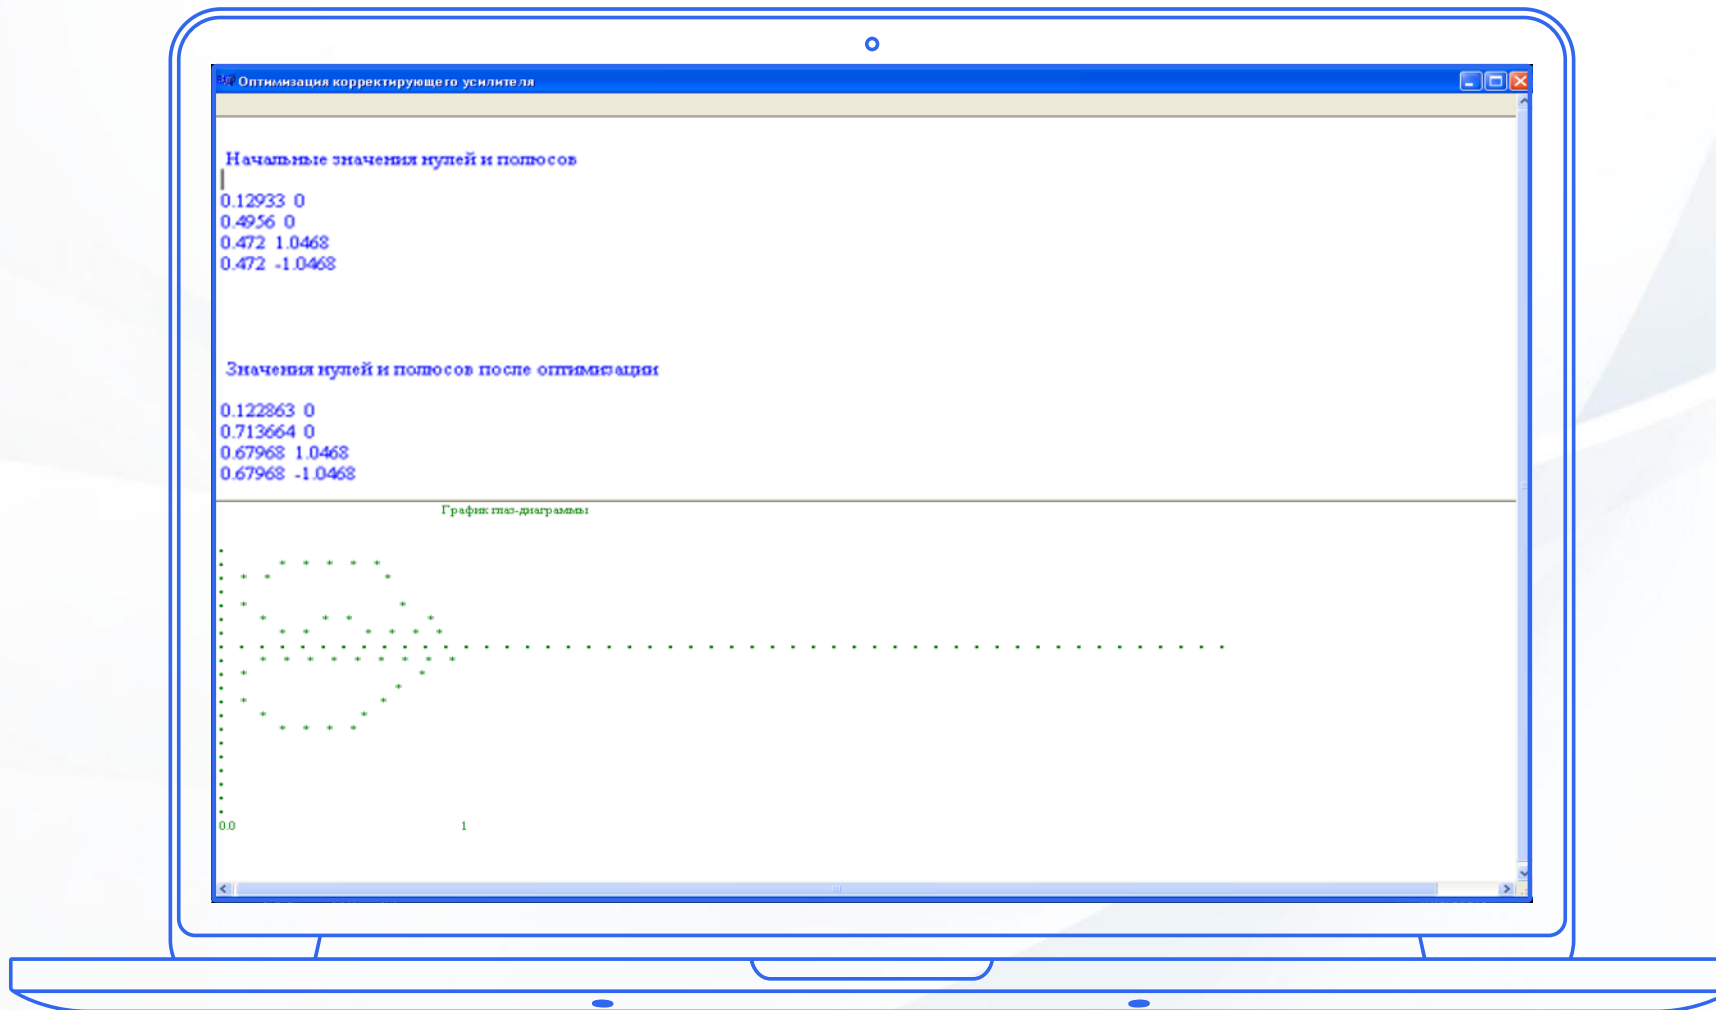 Оптимизация корректирующего усилителя
Начальные значения нулей и полюсов
0.12933 0
0.4956 0
0.472 1.0468
0.472 -1.0468
Значения нулей и полюсов после оптимизации
0.122863 0
0.713664 0
0.67968 1.0468
0.67968 -1.0468
График глаз-диаграммы
0.0 1